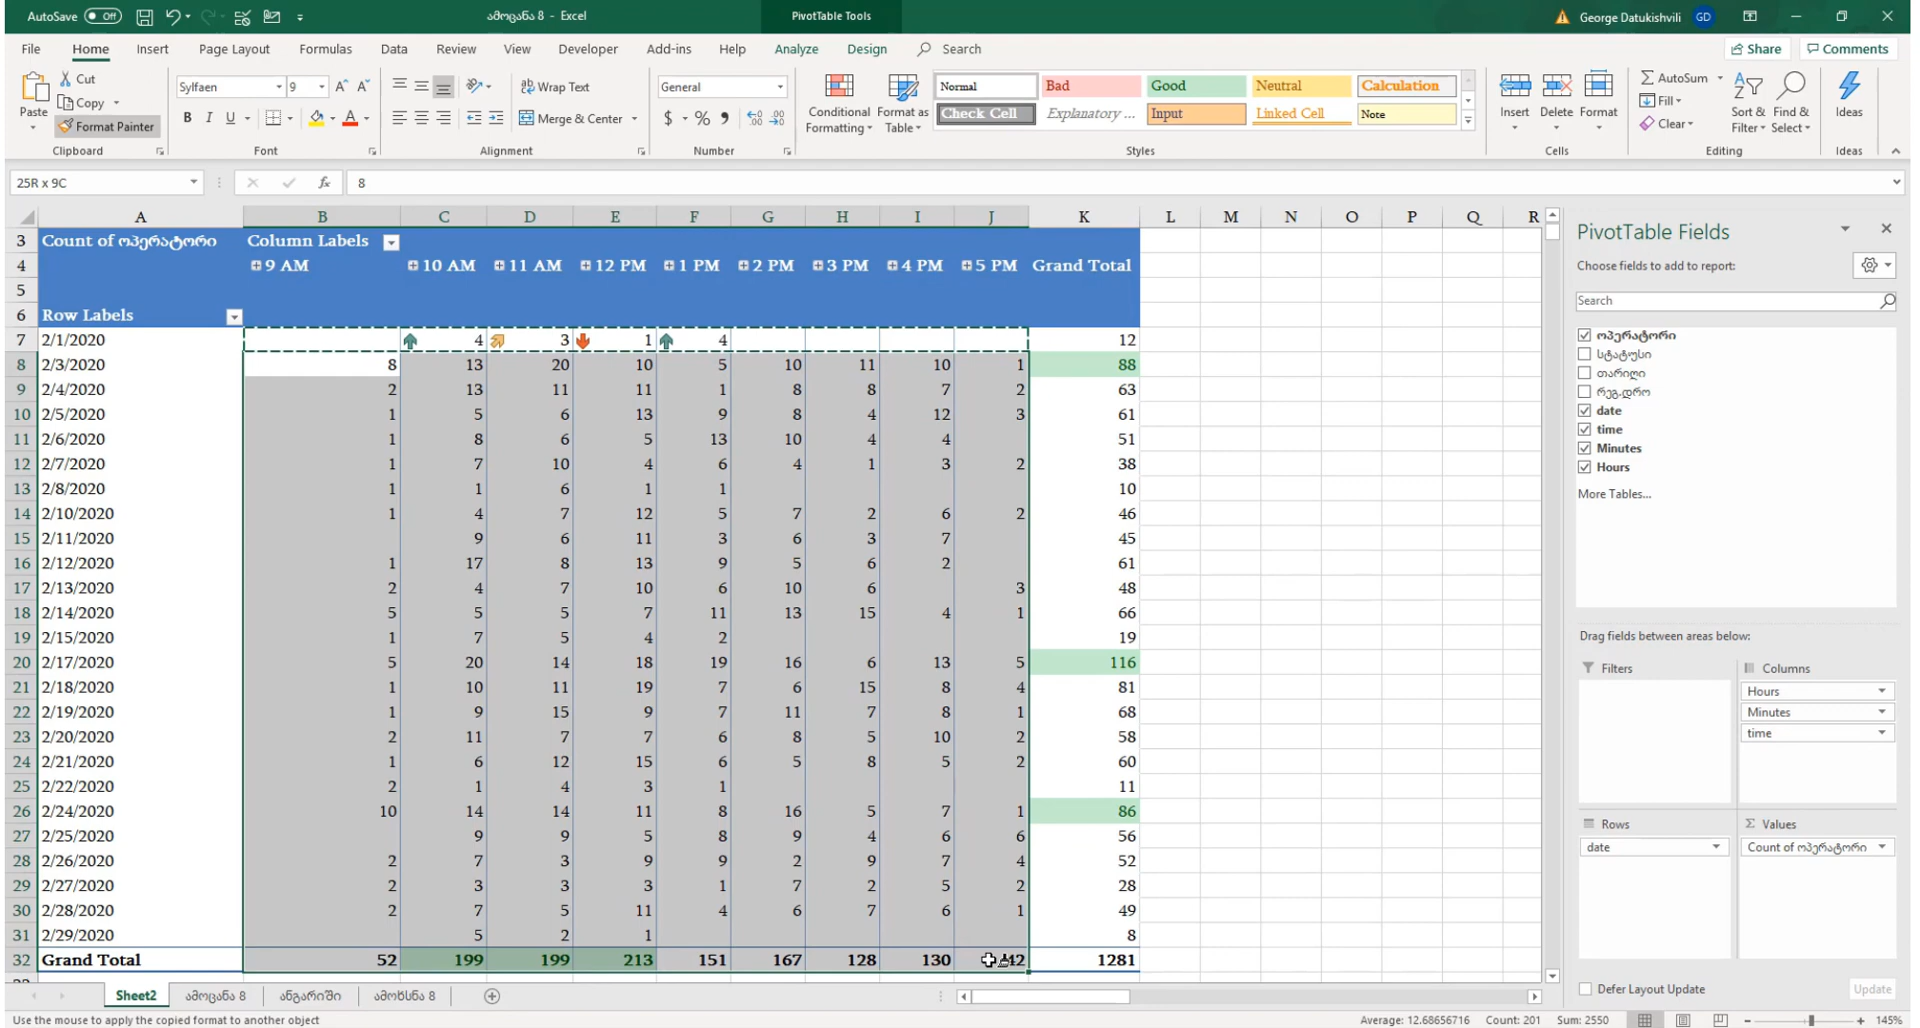 AutoSave Off ამოცანა 8 - Excel PivotTable Tools George Datukishvili GD
File Home Insert Page Layout Formulas Data Review View Developer Add-ins Help Analyze Design Search Share Comments
Paste Cut Copy Format Painter Clipboard
Sylfaen 9 B I U Font
Wrap Text Merge & Center Alignment
General $ % Number
Conditional Formatting Format as Table
Normal Bad Good Neutral Calculation
Check Cell Explanatory ... Input Linked Cell Note
Styles
Insert Delete Format Cells
AutoSum Fill Clear Sort & Filter Find & Select Editing
Ideas Ideas
25R x 9C fx 8
A B C D E F G H I J K L M N O P Q R
3 Count of ოპერატორი Column Labels
4 9 AM 10 AM 11 AM 12 PM 1 PM 2 PM 3 PM 4 PM 5 PM Grand Total
5
6 Row Labels
7 2/1/2020 4 3 1 4 12
8 2/3/2020 8 13 20 10 5 10 11 10 1 88
9 2/4/2020 2 13 11 11 1 8 8 7 2 63
10 2/5/2020 1 5 6 13 9 8 4 12 3 61
11 2/6/2020 1 8 6 5 13 10 4 4 51
12 2/7/2020 1 7 10 4 6 4 1 3 2 38
13 2/8/2020 1 1 6 1 1 10
14 2/10/2020 1 4 7 12 5 7 2 6 2 46
15 2/11/2020 9 6 11 3 6 3 7 45
16 2/12/2020 1 17 8 13 9 5 6 2 61
17 2/13/2020 2 4 7 10 6 10 6 3 48
18 2/14/2020 5 5 5 7 11 13 15 4 1 66
19 2/15/2020 1 7 5 4 2 19
20 2/17/2020 5 20 14 18 19 16 6 13 5 116
21 2/18/2020 1 10 11 19 7 6 15 8 4 81
22 2/19/2020 1 9 15 9 7 11 7 8 1 68
23 2/20/2020 2 11 7 7 6 8 5 10 2 58
24 2/21/2020 1 6 12 15 6 5 8 5 2 60
25 2/22/2020 2 1 4 3 1 11
26 2/24/2020 10 14 14 11 8 16 5 7 1 86
27 2/25/2020 9 9 5 8 9 4 6 6 56
28 2/26/2020 2 7 3 9 9 2 9 7 4 52
29 2/27/2020 2 3 3 3 1 7 2 5 2 28
30 2/28/2020 2 7 5 11 4 6 7 6 1 49
31 2/29/2020 5 2 1 8
32 Grand Total 52 199 199 213 151 167 128 130 42 1281
Sheet2 ამოცანა 8 ანგარიში ამოხსნა 8
Use the mouse to apply the copied format to another object Average: 12.68656716 Count: 201 Sum: 2550 145%
PivotTable Fields
Choose fields to add to report:
Search
ოპერატორი
სტატუსი
თარიღი
რეგ.დრო
date
time
Minutes
Hours
More Tables...
Drag fields between areas below:
Filters Columns
Hours
Minutes
time
Rows Values
date Count of ოპერატორი
Defer Layout Update Update